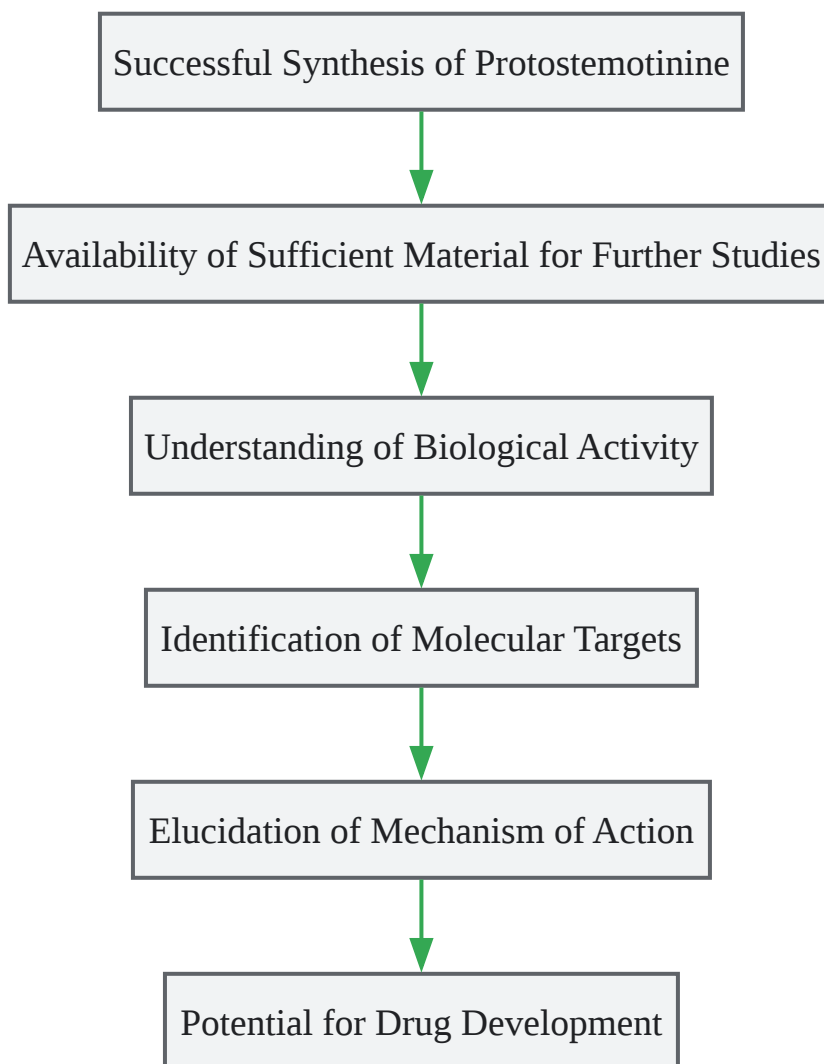 Successful Synthesis of Protostemotinine
Availability of Sufficient Material for Further Studies
Understanding of Biological Activity
Identification of Molecular Targets
Elucidation of Mechanism of Action
Potential for Drug Development